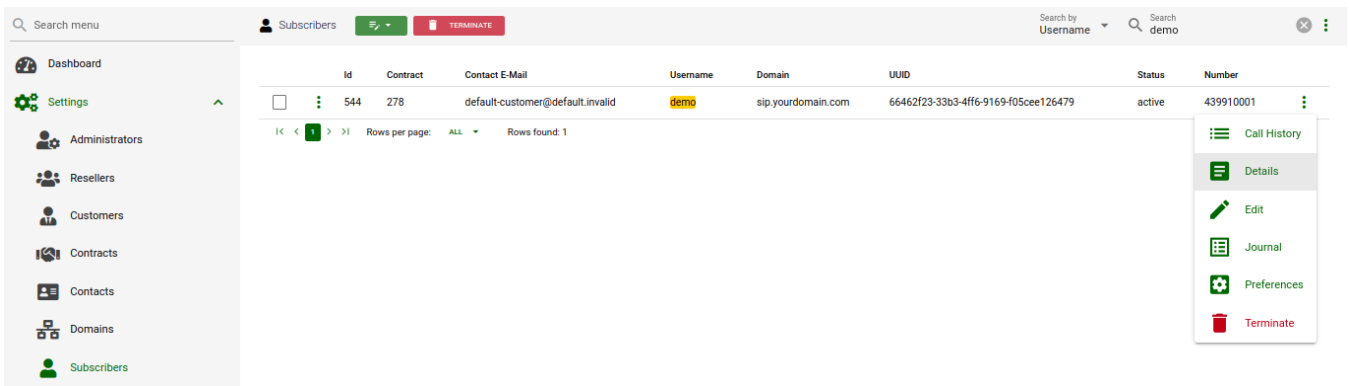 Search menu
Subscribers
TERMINATE
Search by
Username
Search
demo
Dashboard
Settings
Administrators
Resellers
Customers
Contracts
Contacts
Domains
Subscribers
Id Contract Contact E-Mail Username Domain UUID Status Number
544 278 default-customer@default.invalid demo sip.yourdomain.com 66462f23-33b3-4ff6-9169-f05cee126479 active 439910001
1 Rows per page: ALL Rows found: 1
Call History
Details
Edit
Journal
Preferences
Terminate